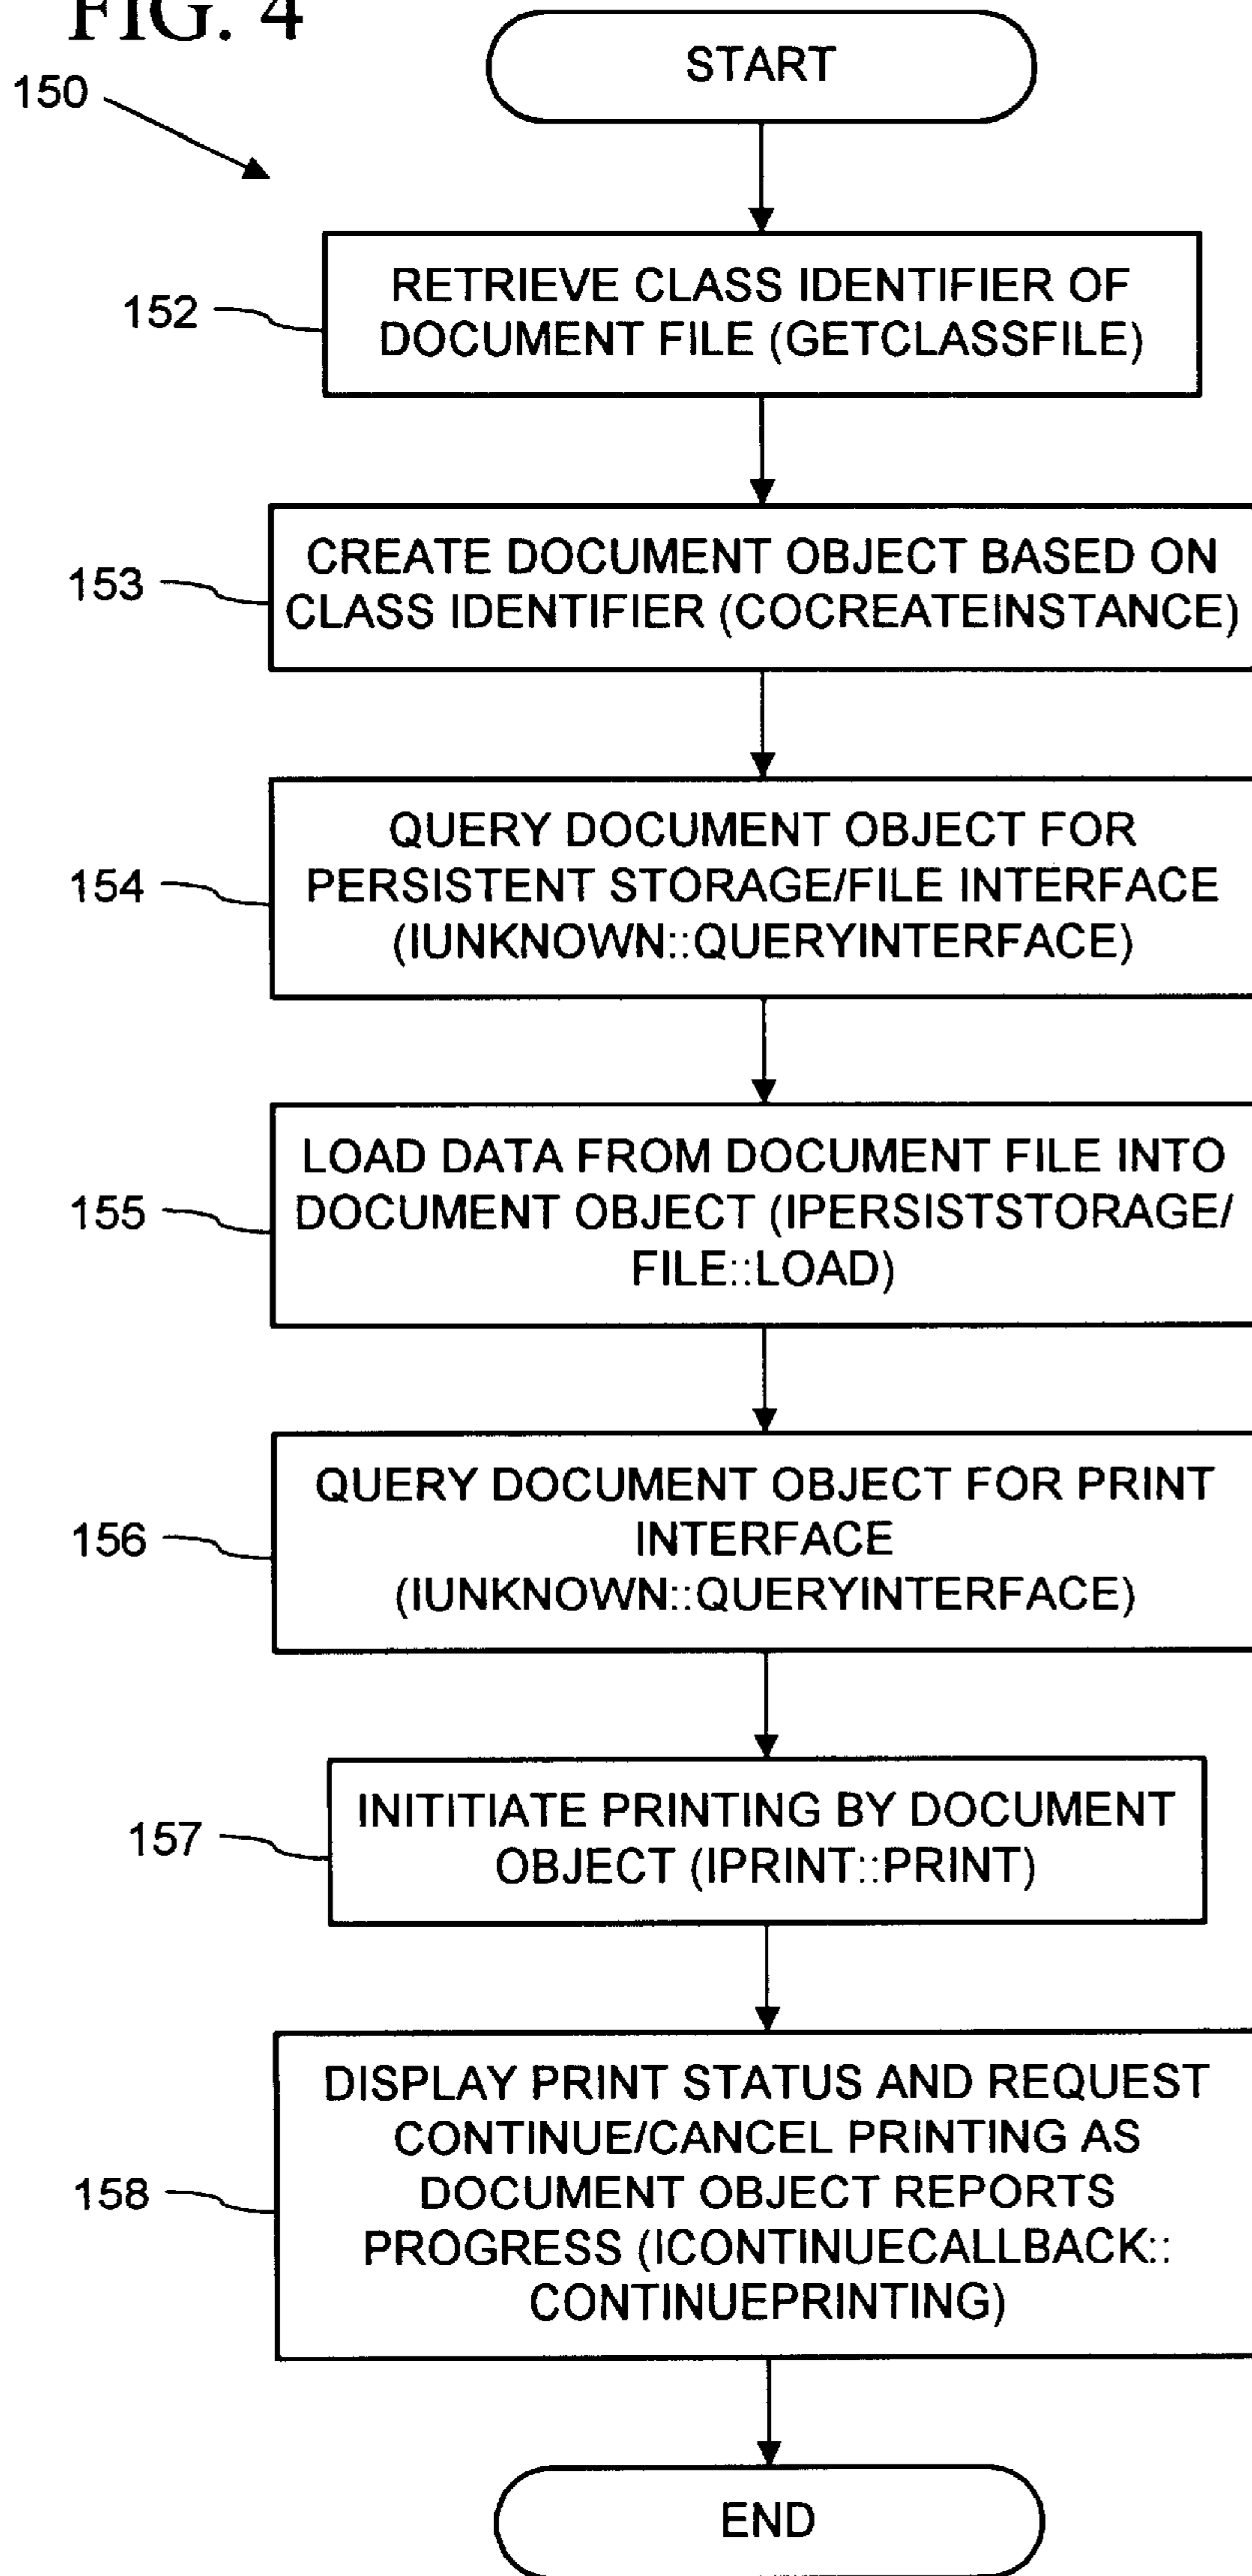 FIG. 4
150
START
152
RETRIEVE CLASS IDENTIFIER OF
DOCUMENT FILE (GETCLASSFILE)
153
CREATE DOCUMENT OBJECT BASED ON
CLASS IDENTIFIER (COCREATEINSTANCE)
154
QUERY DOCUMENT OBJECT FOR
PERSISTENT STORAGE/FILE INTERFACE
(IUNKNOWN::QUERYINTERFACE)
155
LOAD DATA FROM DOCUMENT FILE INTO
DOCUMENT OBJECT (IPERSISTSTORAGE/
FILE::LOAD)
156
QUERY DOCUMENT OBJECT FOR PRINT
INTERFACE
(IUNKNOWN::QUERYINTERFACE)
157
INITITIATE PRINTING BY DOCUMENT
OBJECT (IPRINT::PRINT)
158
DISPLAY PRINT STATUS AND REQUEST
CONTINUE/CANCEL PRINTING AS
DOCUMENT OBJECT REPORTS
PROGRESS (ICONTINUECALLBACK::
CONTINUEPRINTING)
END